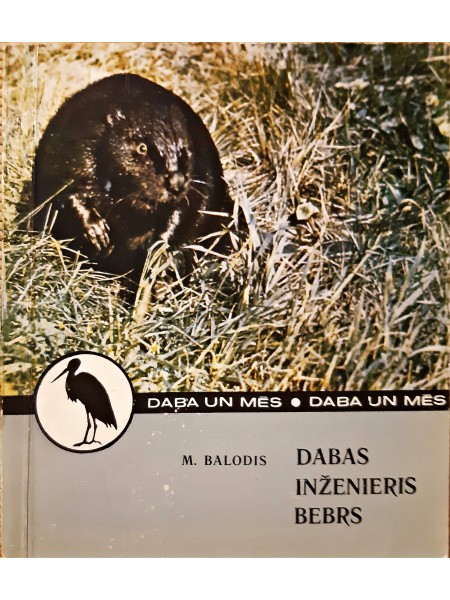 DABA UN MĒS ● DABA UN MĒS
M. BALODIS
DABAS
INŽENIERIS
BEBRS